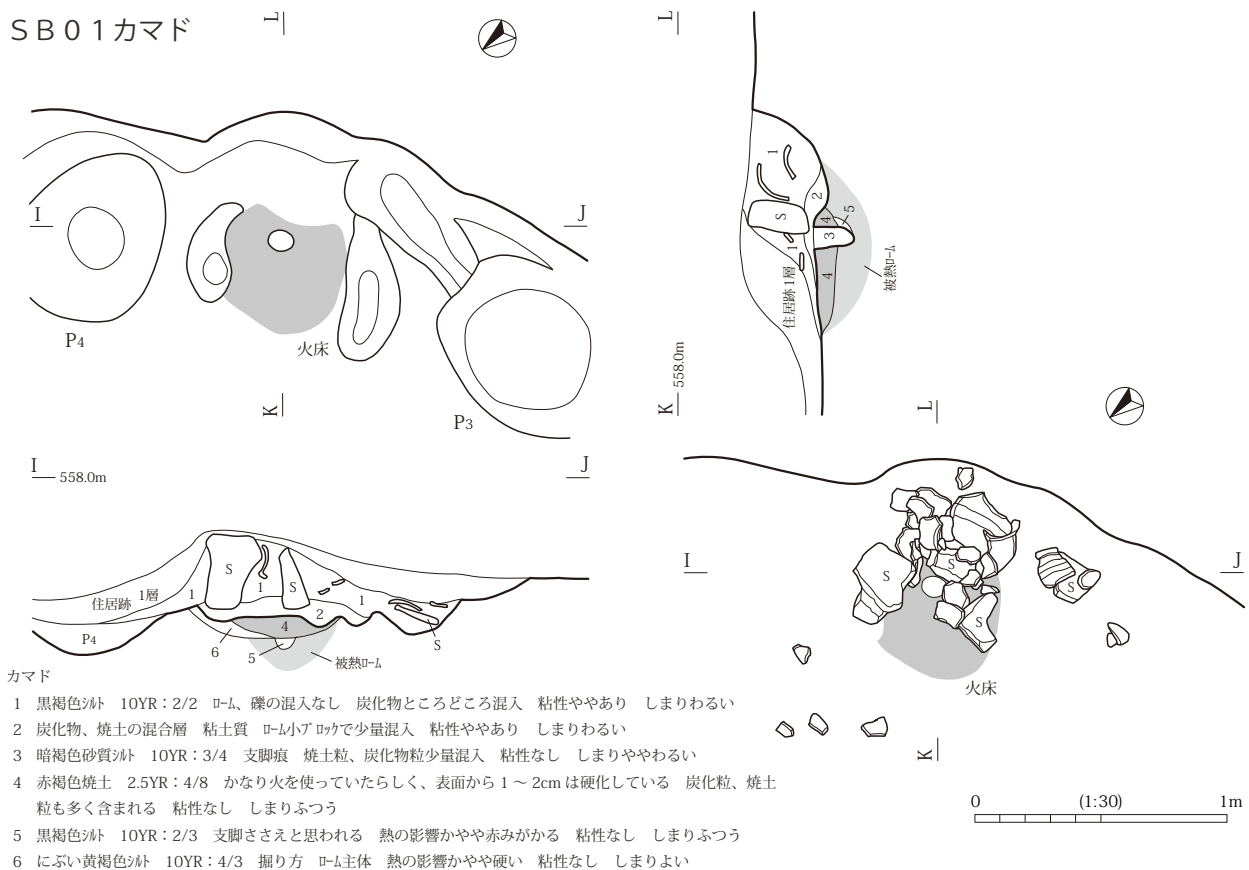 SB01カマド
L
L
I
J
P4
火床
K
P3
1
2
S
4
5
3
1
4
住居跡1層
被熱ローム
K
558.0m
I
558.0m
J
L
S
S
1
S
1
2
1層
住居跡
1
P4
4
6
5
S
被熱ローム
I
J
S
S
S
S
火床
K
カマド
1 黒褐色シルト 10YR:2/2 ローム、礫の混入なし 炭化物ところどころ混入 粘性ややあり しまりわるい
2 炭化物、焼土の混合層 粘土質 ローム小ブロックで少量混入 粘性ややあり しまりわるい
3 暗褐色砂質シルト 10YR:3/4 支脚痕 焼土粒、炭化物粒少量混入 粘性なし しまりややわるい
4 赤褐色焼土 2.5YR:4/8 かなり火を使っていたらしく、表面から1~2cmは硬化している 炭化粒、焼土
粒も多く含まれる 粘性なし しまりふつう
5 黒褐色シルト 10YR:2/3 支脚ささえと思われる 熱の影響かやや赤みがかる 粘性なし しまりふつう
6 にぶい黄褐色シルト 10YR:4/3 掘り方 ローム主体 熱の影響かやや硬い 粘性なし しまりよい
0 (1:30) 1m